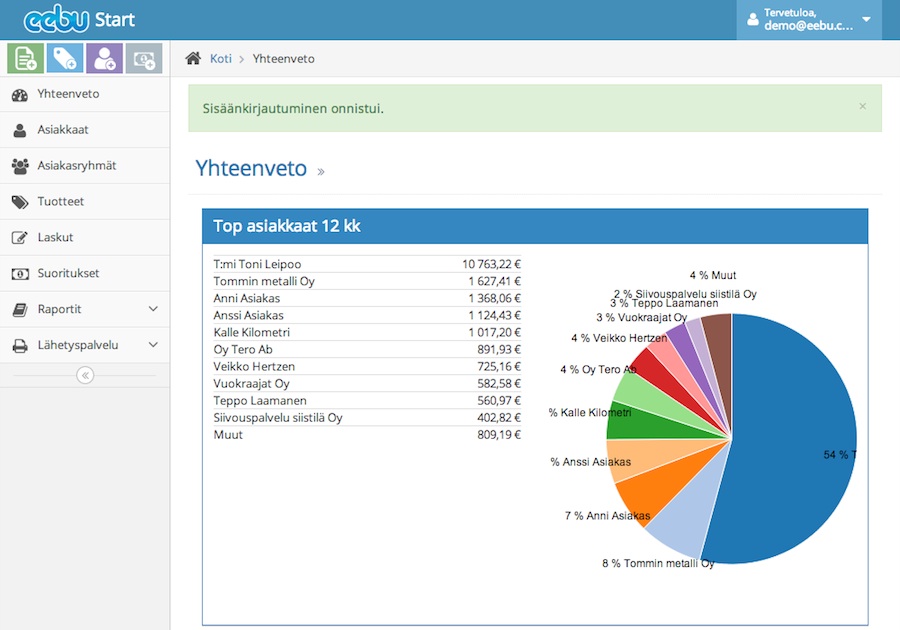 eebu Start
Tervetuloa,
demo@eebu.c...
Koti > Yhteenveto
Yhteenveto
Asiakkaat
Asiakasryhmät
Tuotteet
Laskut
Suoritukset
Raportit
Lähetyspalvelu
Sisäänkirjautuminen onnistui. ×
Yhteenveto »
Top asiakkaat 12 kk
T:mi Toni Leipoo 10 763,22 €
Tommin metalli Oy 1 627,41 €
Anni Asiakas 1 368,06 €
Anssi Asiakas 1 124,43 €
Kalle Kilometri 1 017,20 €
Oy Tero Ab 891,93 €
Veikko Hertzen 725,16 €
Vuokraajat Oy 582,58 €
Teppo Laamanen 560,97 €
Siivouspalvelu siistilä Oy 402,82 €
Muut 809,19 €
4 % Muut
2 % Siivouspalvelu siistilä Oy
3 % Teppo Laamanen
3 % Vuokraajat Oy
4 % Veikko Hertzen
4 % Oy Tero Ab
% Kalle Kilometri
54 % T
% Anssi Asiakas
7 % Anni Asiakas
8 % Tommin metalli Oy